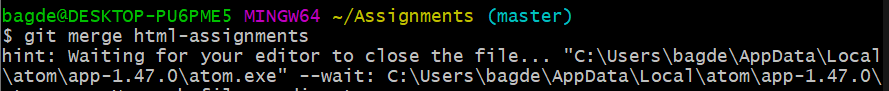 bagde@DESKTOP-PU6PME5 MINGW64 ~/Assignments (master)
$ git merge html-assignments
hint: Waiting for your editor to close the file... "C:\Users\bagde\AppData\Local
\atom\app-1.47.0\atom.exe" --wait: C:\Users\bagde\AppData\Local\atom\app-1.47.0\